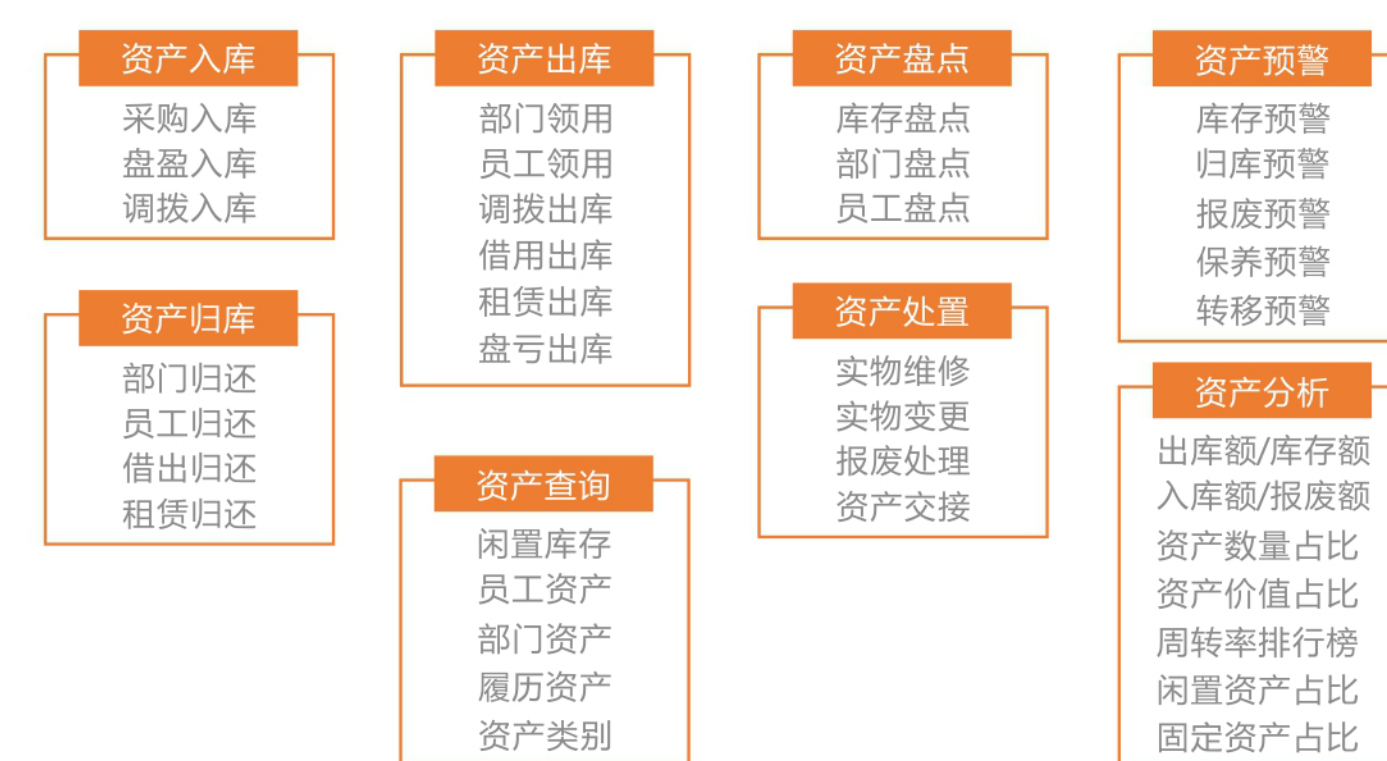 资产入库
采购入库
盘盈入库
调拨入库
资产归库
部门归还
员工归还
借出归还
租赁归还
资产出库
部门领用
员工领用
调拨出库
借用出库
租赁出库
盘亏出库
资产查询
闲置库存
员工资产
部门资产
履历资产
资产类别
资产盘点
库存盘点
部门盘点
员工盘点
资产处置
实物维修
实物变更
报废处理
资产交接
资产预警
库存预警
归库预警
报废预警
保养预警
转移预警
资产分析
出库额/库存额
入库额/报废额
资产数量占比
资产价值占比
周转率排行榜
闲置资产占比
固定资产占比